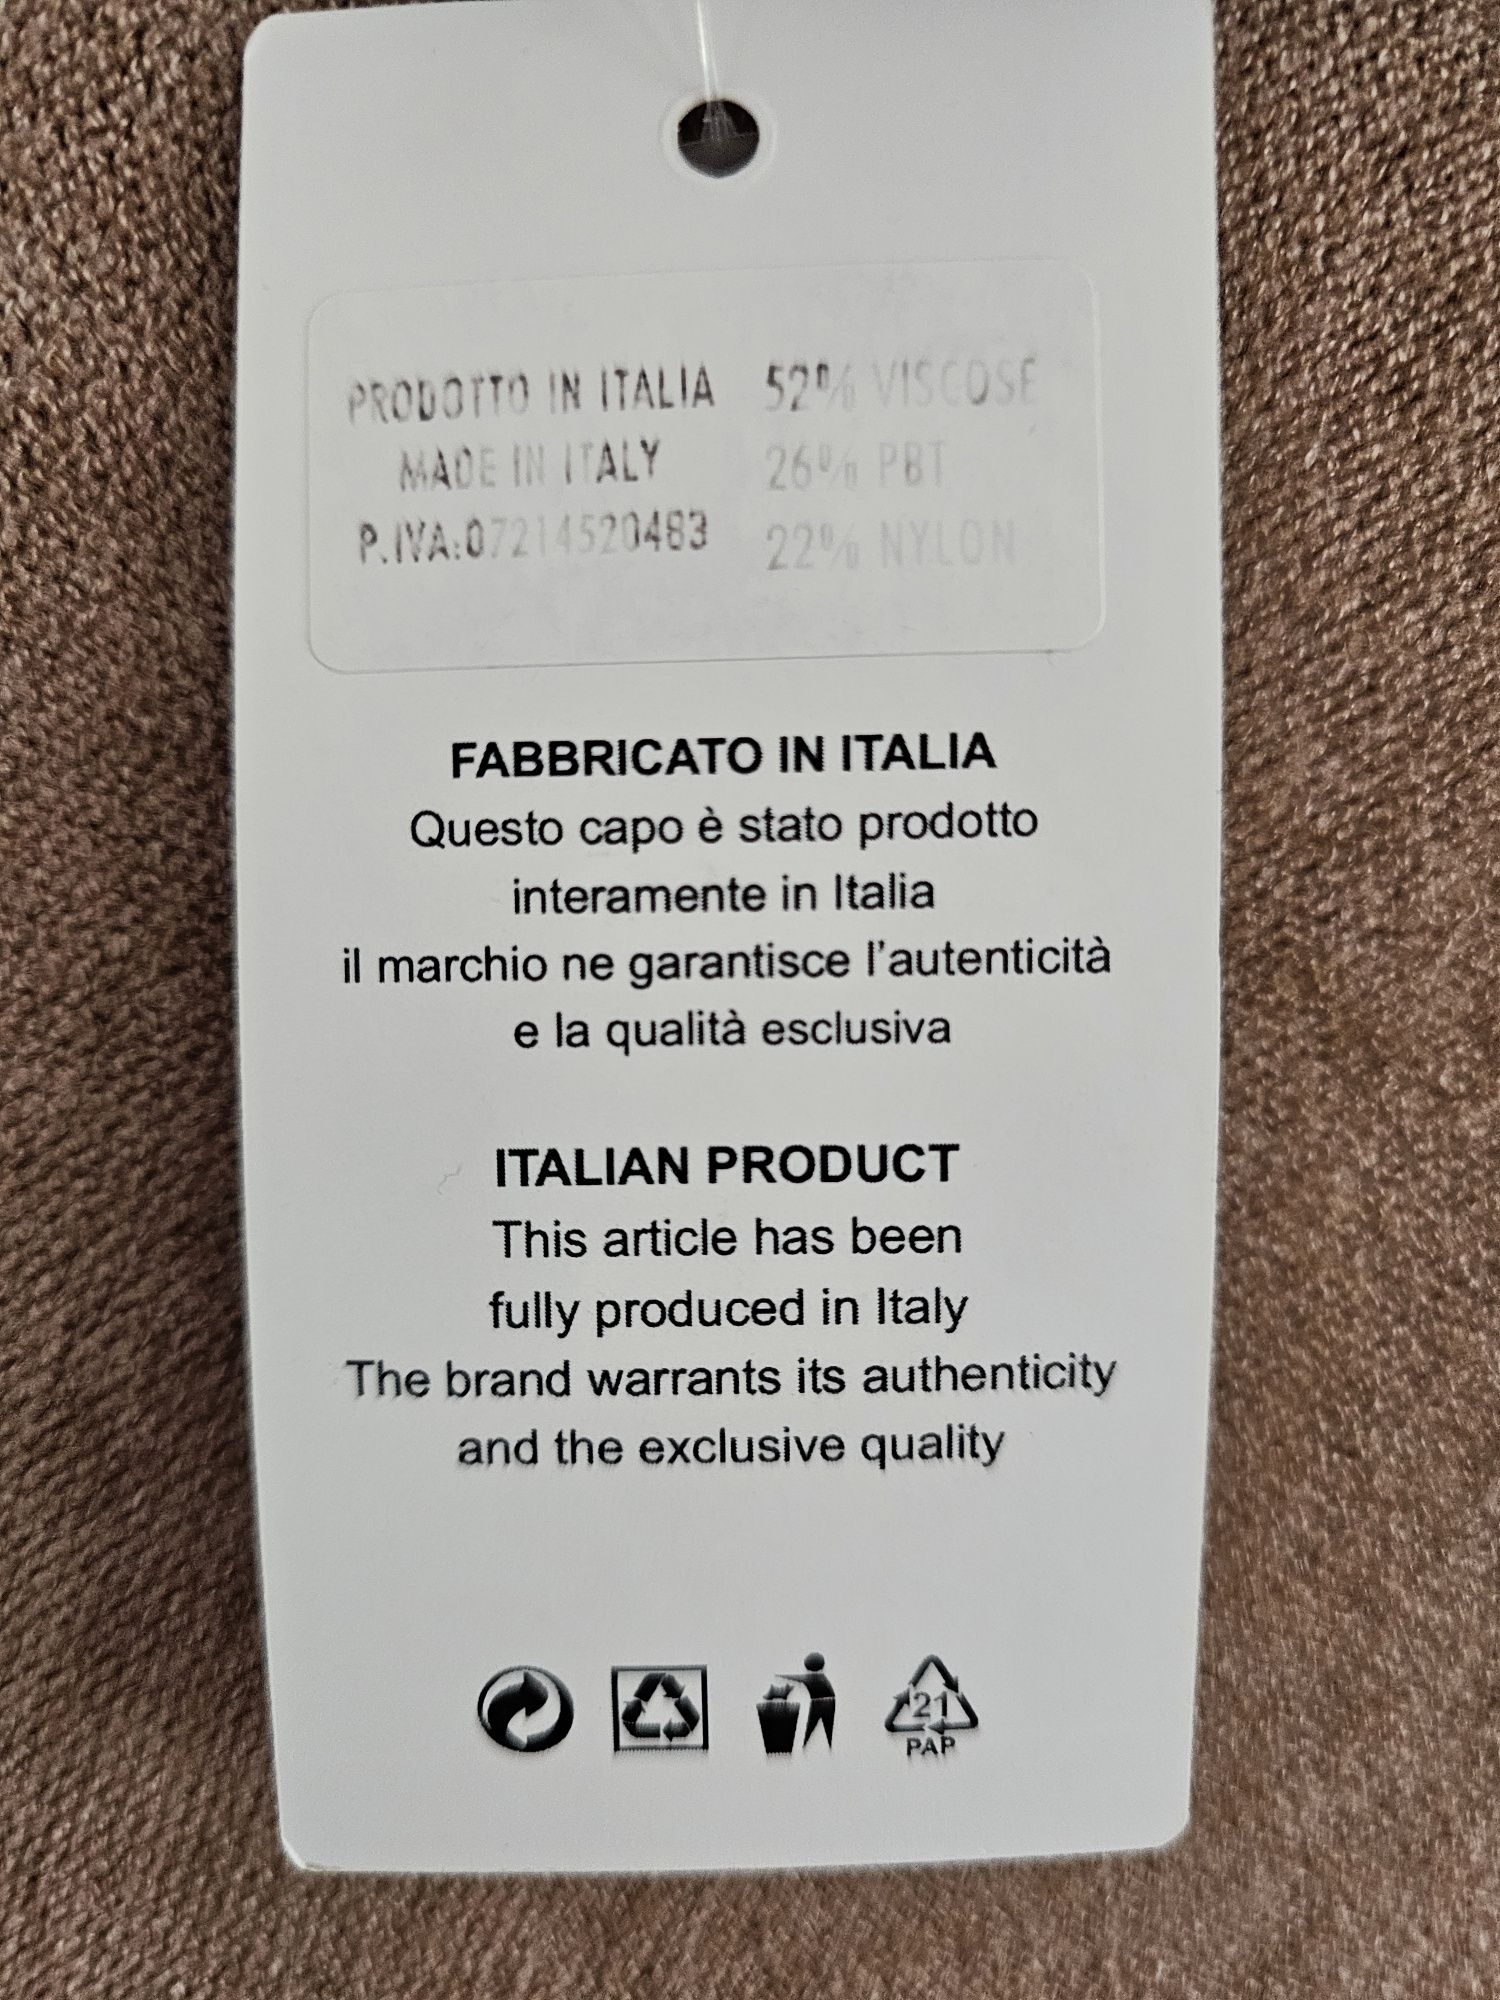 PRODOTTO IN ITALIA
MADE IN ITALY
P.IVA:07214520483
52% VISCOSE
26% PBT
22% NYLON
FABBRICATO IN ITALIA
Questo capo è stato prodotto
interamente in Italia
il marchio ne garantisce l'autenticità
e la qualità esclusiva
ITALIAN PRODUCT
This article has been
fully produced in Italy
The brand warrants its authenticity
and the exclusive quality
21
PAP